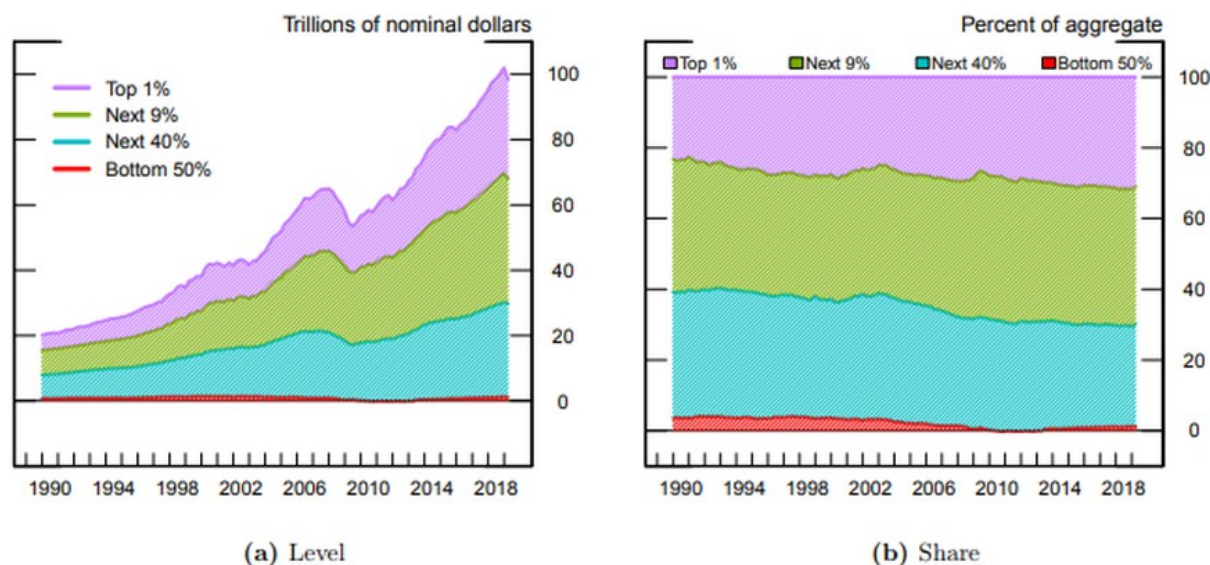 Trillions of nominal dollars
Top 1%
Next 9%
Next 40%
Bottom 50%
100
80
60
40
20
0
1990 1994 1998 2002 2006 2010 2014 2018
(a) Level
Percent of aggregate
Top 1% Next 9% Next 40% Bottom 50%
100
80
60
40
20
0
1990 1994 1998 2002 2006 2010 2014 2018
(b) Share